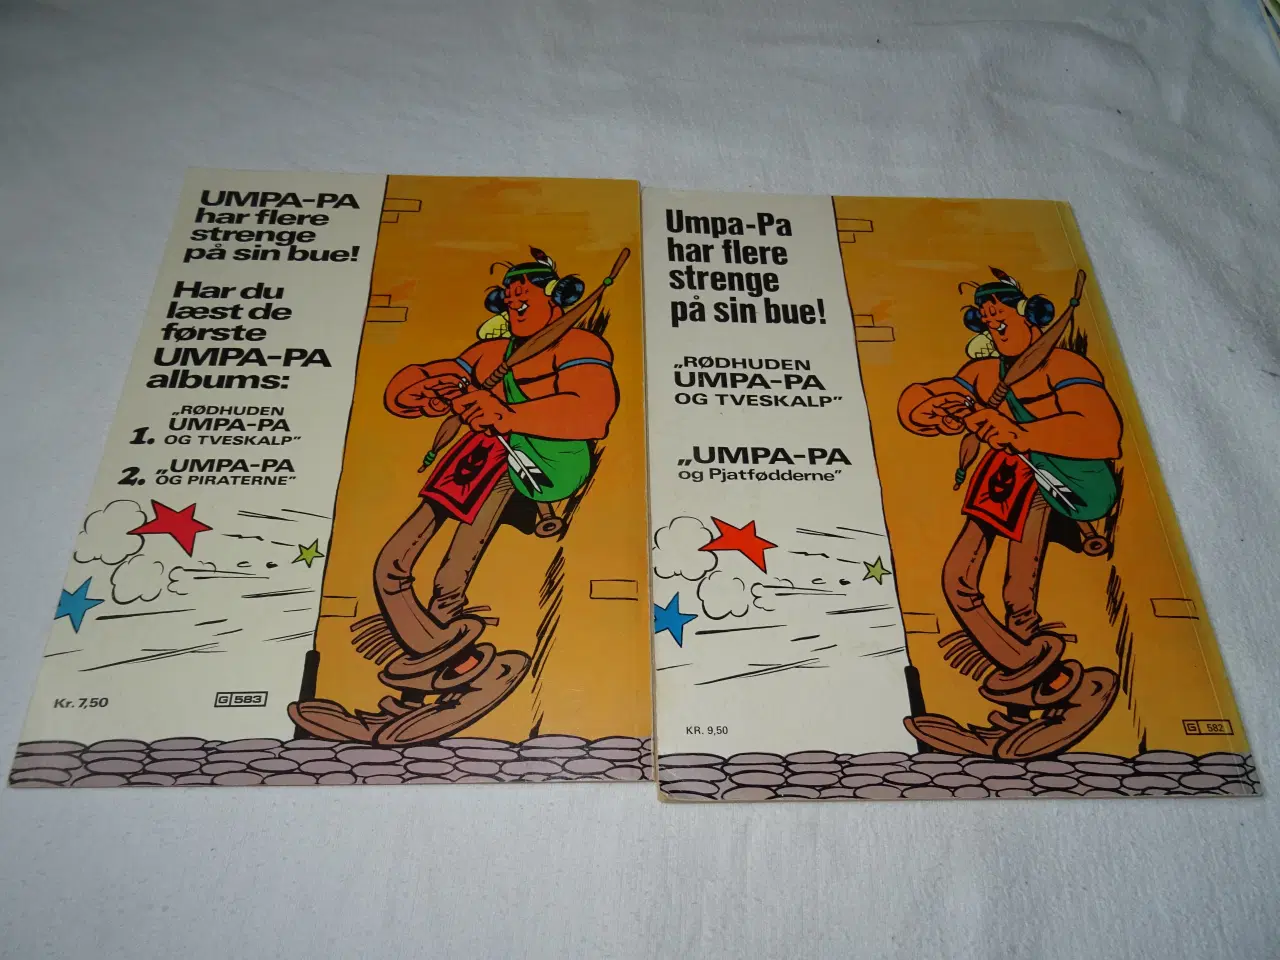 UMPA-PA
har flere
strenge
på sin bue!
Har du
læst de
første
UMPA-PA
albums:
1. „RØDHUDEN
UMPA-PA
OG TVESKALP”
2. „UMPA-PA
OG PIRATERNE”
Kr. 7,50
G 583
Umpa-Pa
har flere
strenge
på sin bue!
„RØDHUDEN
UMPA-PA
OG TVESKALP”
„UMPA-PA
og Pjatfødderne”
KR. 9,50
G 582